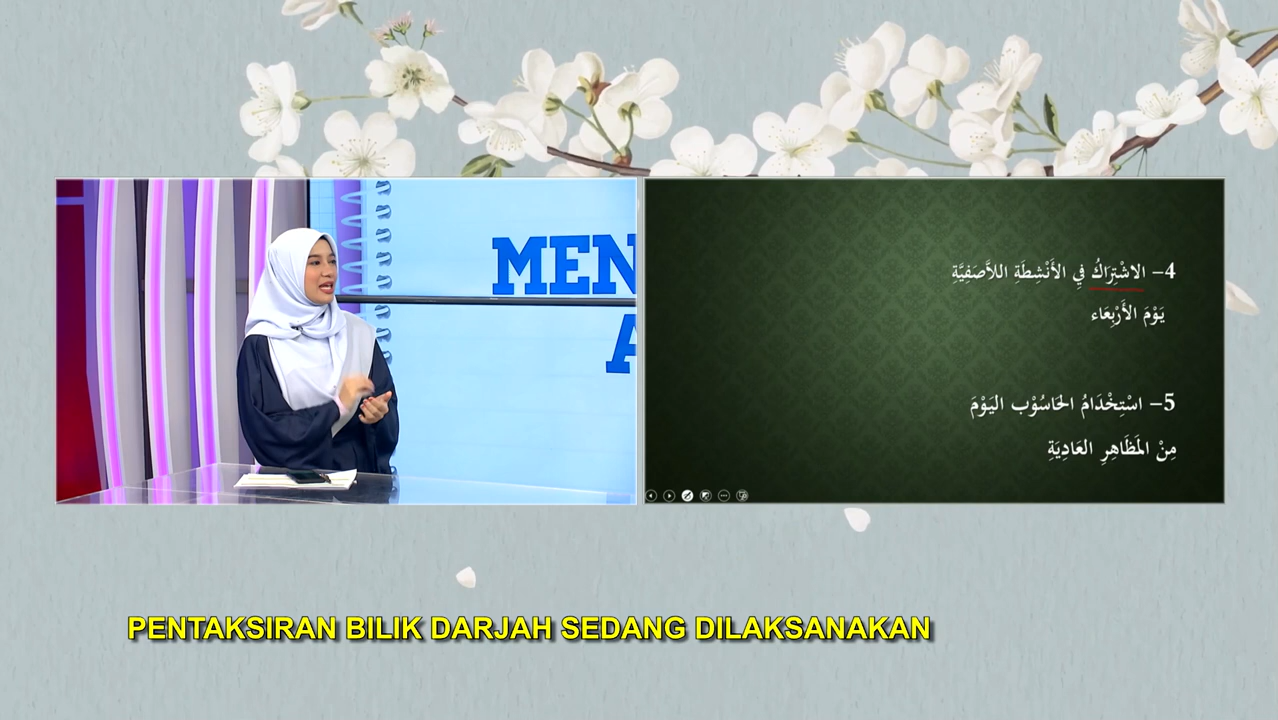 MEN
A
4– الاشْتِرَاكُ فِي الأَنْشِطَةِ اللاَّصَفِيَّةِ
يَوْمَ الأَرْبِعَاء
5– اسْتِخْدَامُ الحَاسُوْب اليَوْمَ
مِنْ المَظَاهِرِ العَادِيَةِ
PENTAKSIRAN BILIK DARJAH SEDANG DILAKSANAKAN